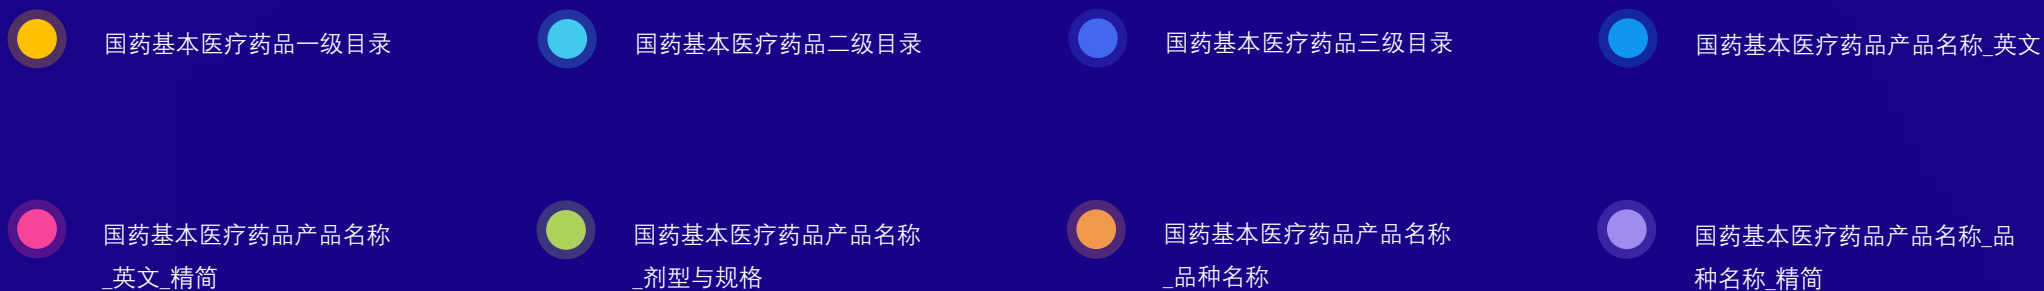 国药基本医疗药品一级目录
国药基本医疗药品二级目录
国药基本医疗药品三级目录
国药基本医疗药品产品名称_英文
国药基本医疗药品产品名称
_英文_精简
国药基本医疗药品产品名称
_剂型与规格
国药基本医疗药品产品名称
_品种名称
国药基本医疗药品产品名称_品
种名称_精简